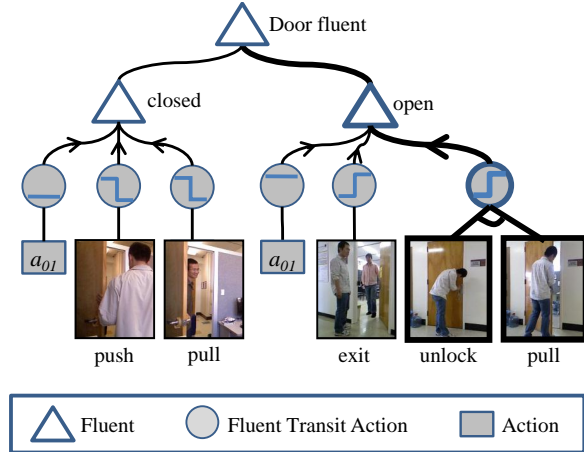 Door fluent
closed
open
a01
a01
push
pull
exit
unlock
pull
Fluent
Fluent Transit Action
Action